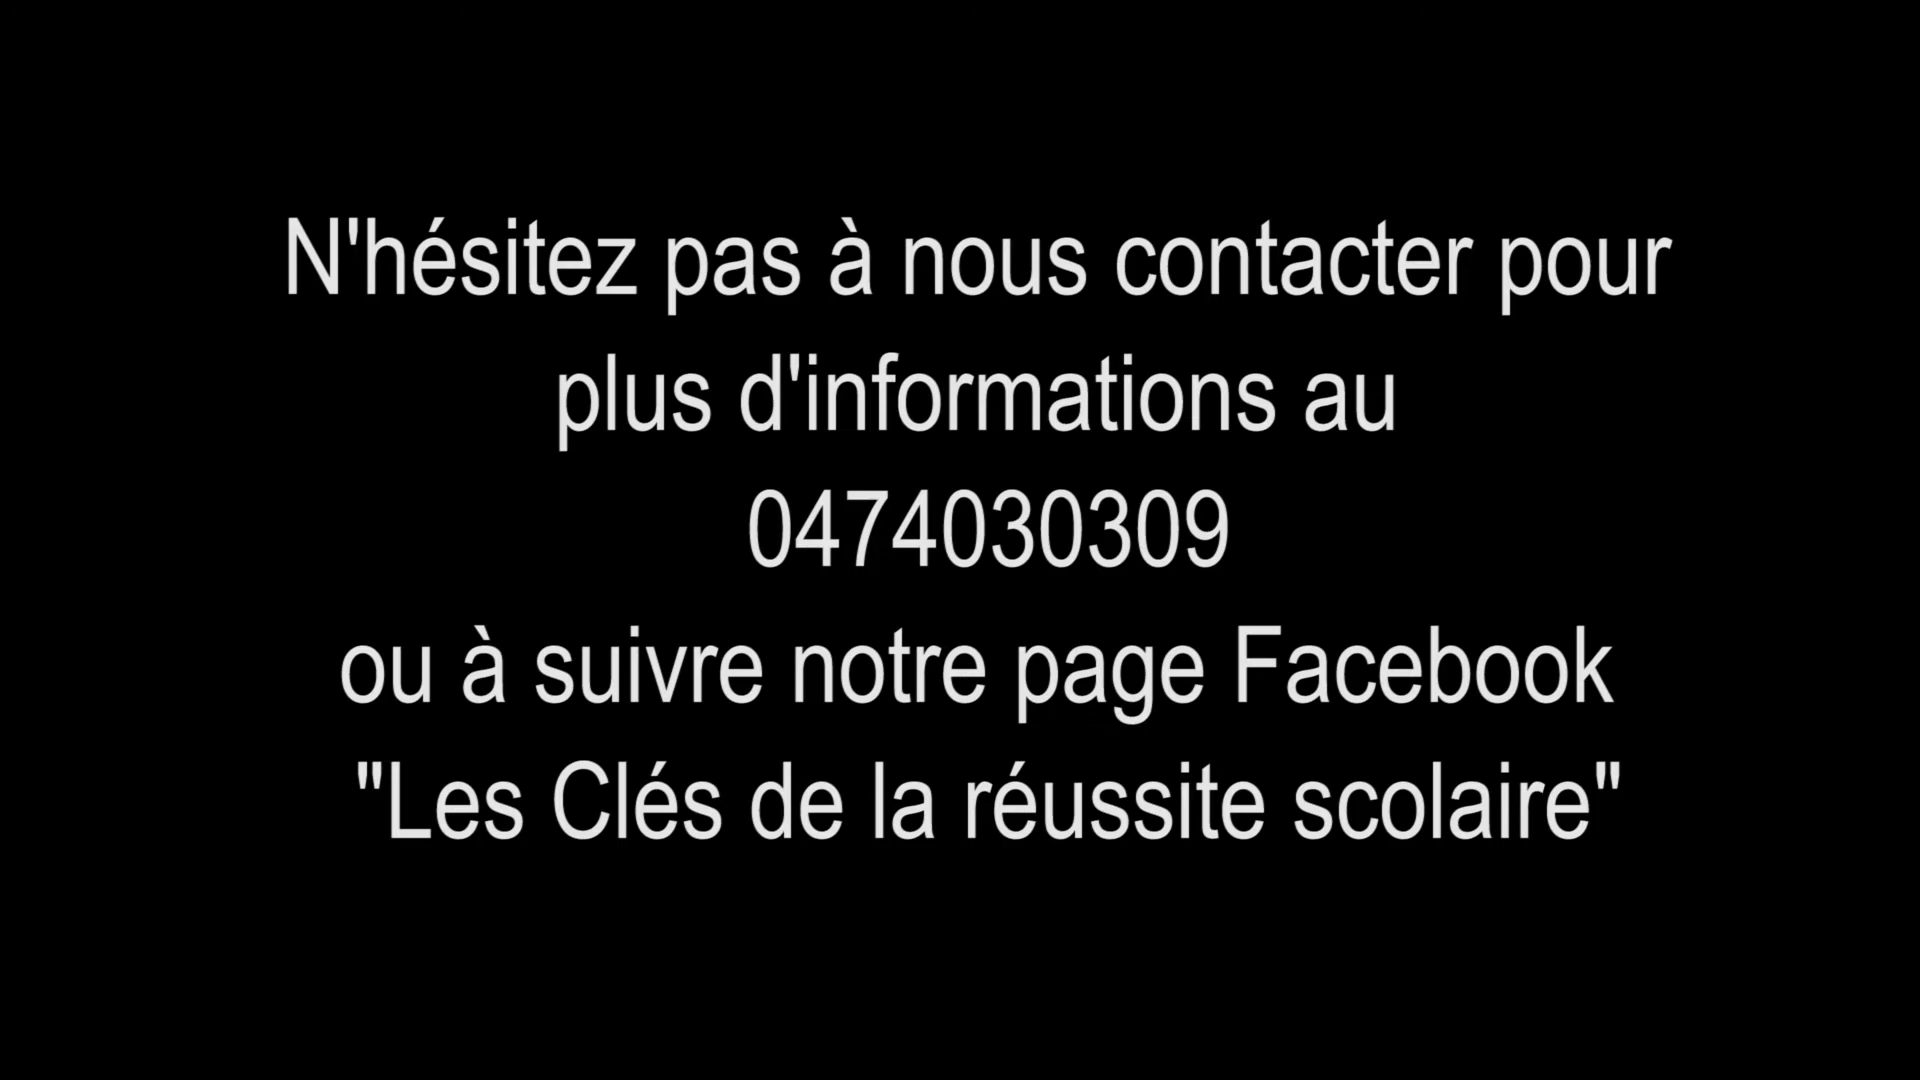 N'hésitez pas à nous contacter pour
plus d'informations au
0474030309
ou à suivre notre page Facebook
"Les Clés de la réussite scolaire"